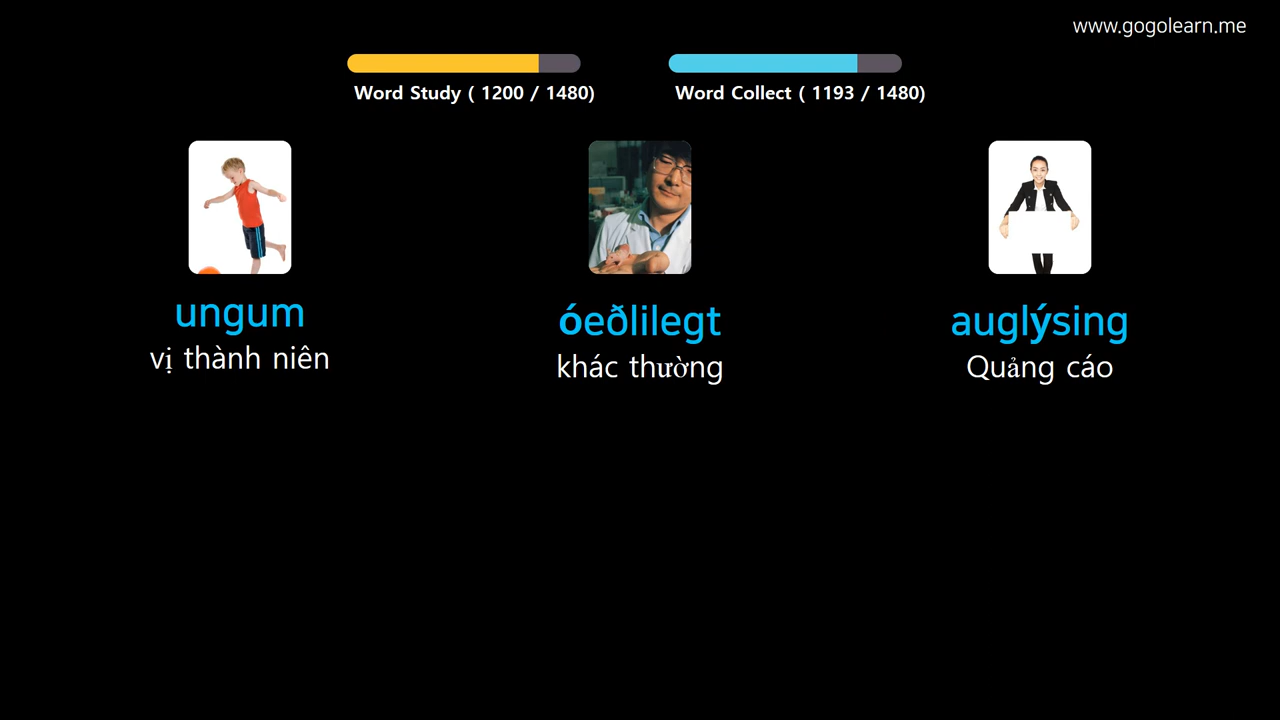 www.gogolearn.me
Word Study ( 1200 / 1480)
Word Collect ( 1193 / 1480)
ungum
vị thành niên
óeðlilegt
khác thường
auglýsing
Quảng cáo